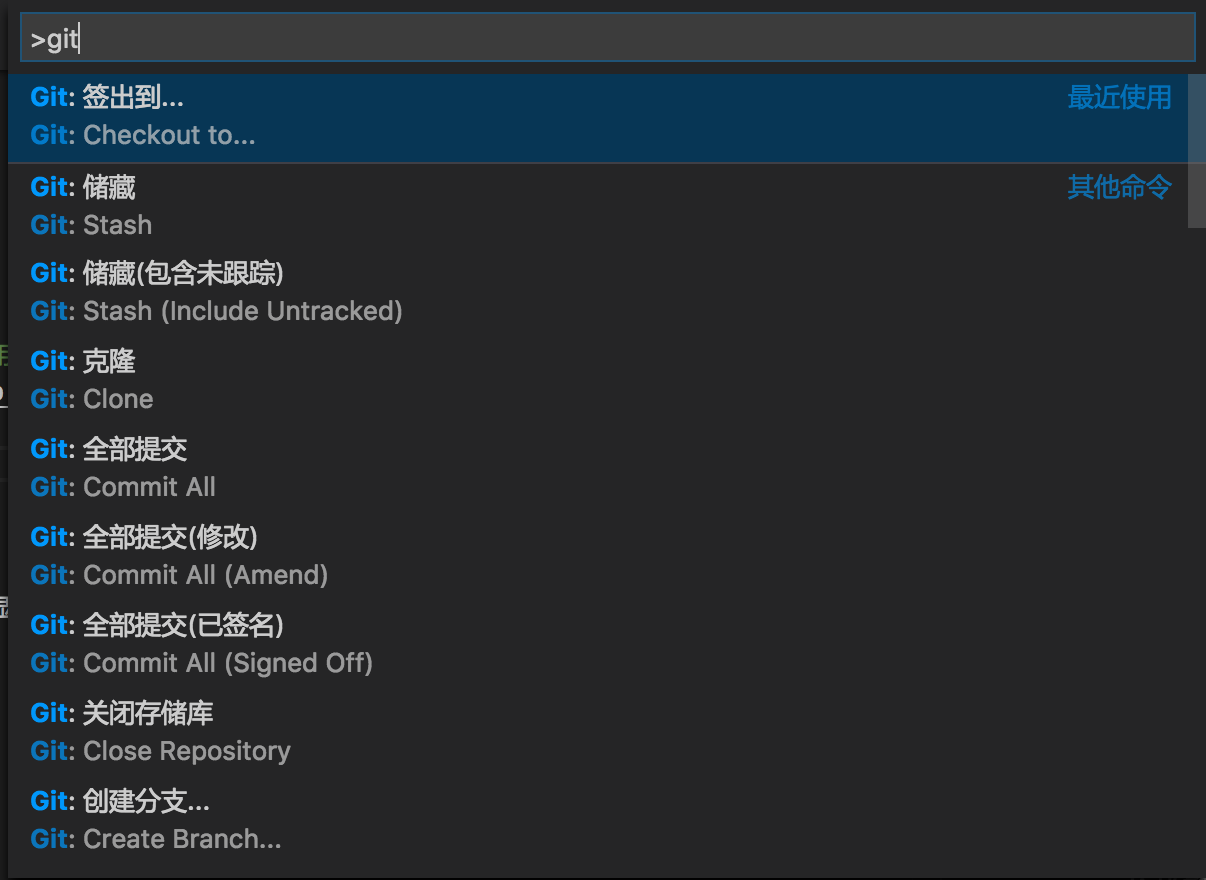 >git
Git: 签出到... 最近使用
Git: Checkout to...
Git: 储藏 其他命令
Git: Stash
Git: 储藏(包含未跟踪)
Git: Stash (Include Untracked)
Git: 克隆
Git: Clone
Git: 全部提交
Git: Commit All
Git: 全部提交(修改)
Git: Commit All (Amend)
Git: 全部提交(已签名)
Git: Commit All (Signed Off)
Git: 关闭存储库
Git: Close Repository
Git: 创建分支...
Git: Create Branch...